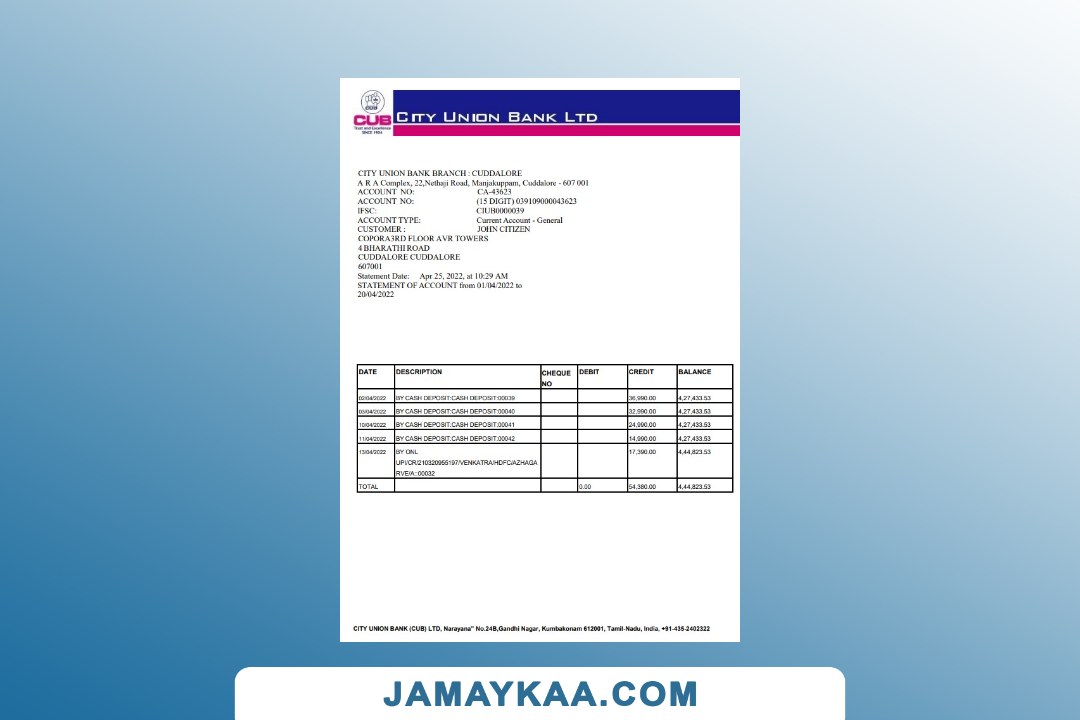 CUB
Trust and Excellence
SINCE 1904
CITY UNION BANK LTD
CITY UNION BANK BRANCH : CUDDALORE
A R A Complex, 22,Nethaji Road, Manjakuppam, Cuddalore - 607 001
ACCOUNT NO: CA-43623
ACCOUNT NO: (15 DIGIT) 039109000043623
IFSC: CIUB0000039
ACCOUNT TYPE: Current Account - General
CUSTOMER : JOHN CITIZEN
COPORA3RD FLOOR AVR TOWERS
4 BHARATHI ROAD
CUDDALORE CUDDALORE
607001
Statement Date: Apr 25, 2022, at 10:29 AM
STATEMENT OF ACCOUNT from 01/04/2022 to
20/04/2022
DATE DESCRIPTION CHEQUE NO DEBIT CREDIT BALANCE
02/04/2022 BY CASH DEPOSIT:CASH DEPOSIT:00039 36,990.00 4,27,433.53
03/04/2022 BY CASH DEPOSIT:CASH DEPOSIT:00040 32,990.00 4,27,433.53
10/04/2022 BY CASH DEPOSIT:CASH DEPOSIT:00041 24,990.00 4,27,433.53
11/04/2022 BY CASH DEPOSIT:CASH DEPOSIT:00042 14,990.00 4,27,433.53
13/04/2022 BY ONL 17,390.00 4,44,823.53
UPI/CR/210320955197/VENKATRA/HDFC/AZHAGA
RVE/A::00032
TOTAL 0.00 54,380.00 4,44,823.53
CITY UNION BANK (CUB) LTD, Narayana" No.24B,Gandhi Nagar, Kumbakonam 612001, Tamil-Nadu, India, +91-435-2402322
JAMAYKAA.COM